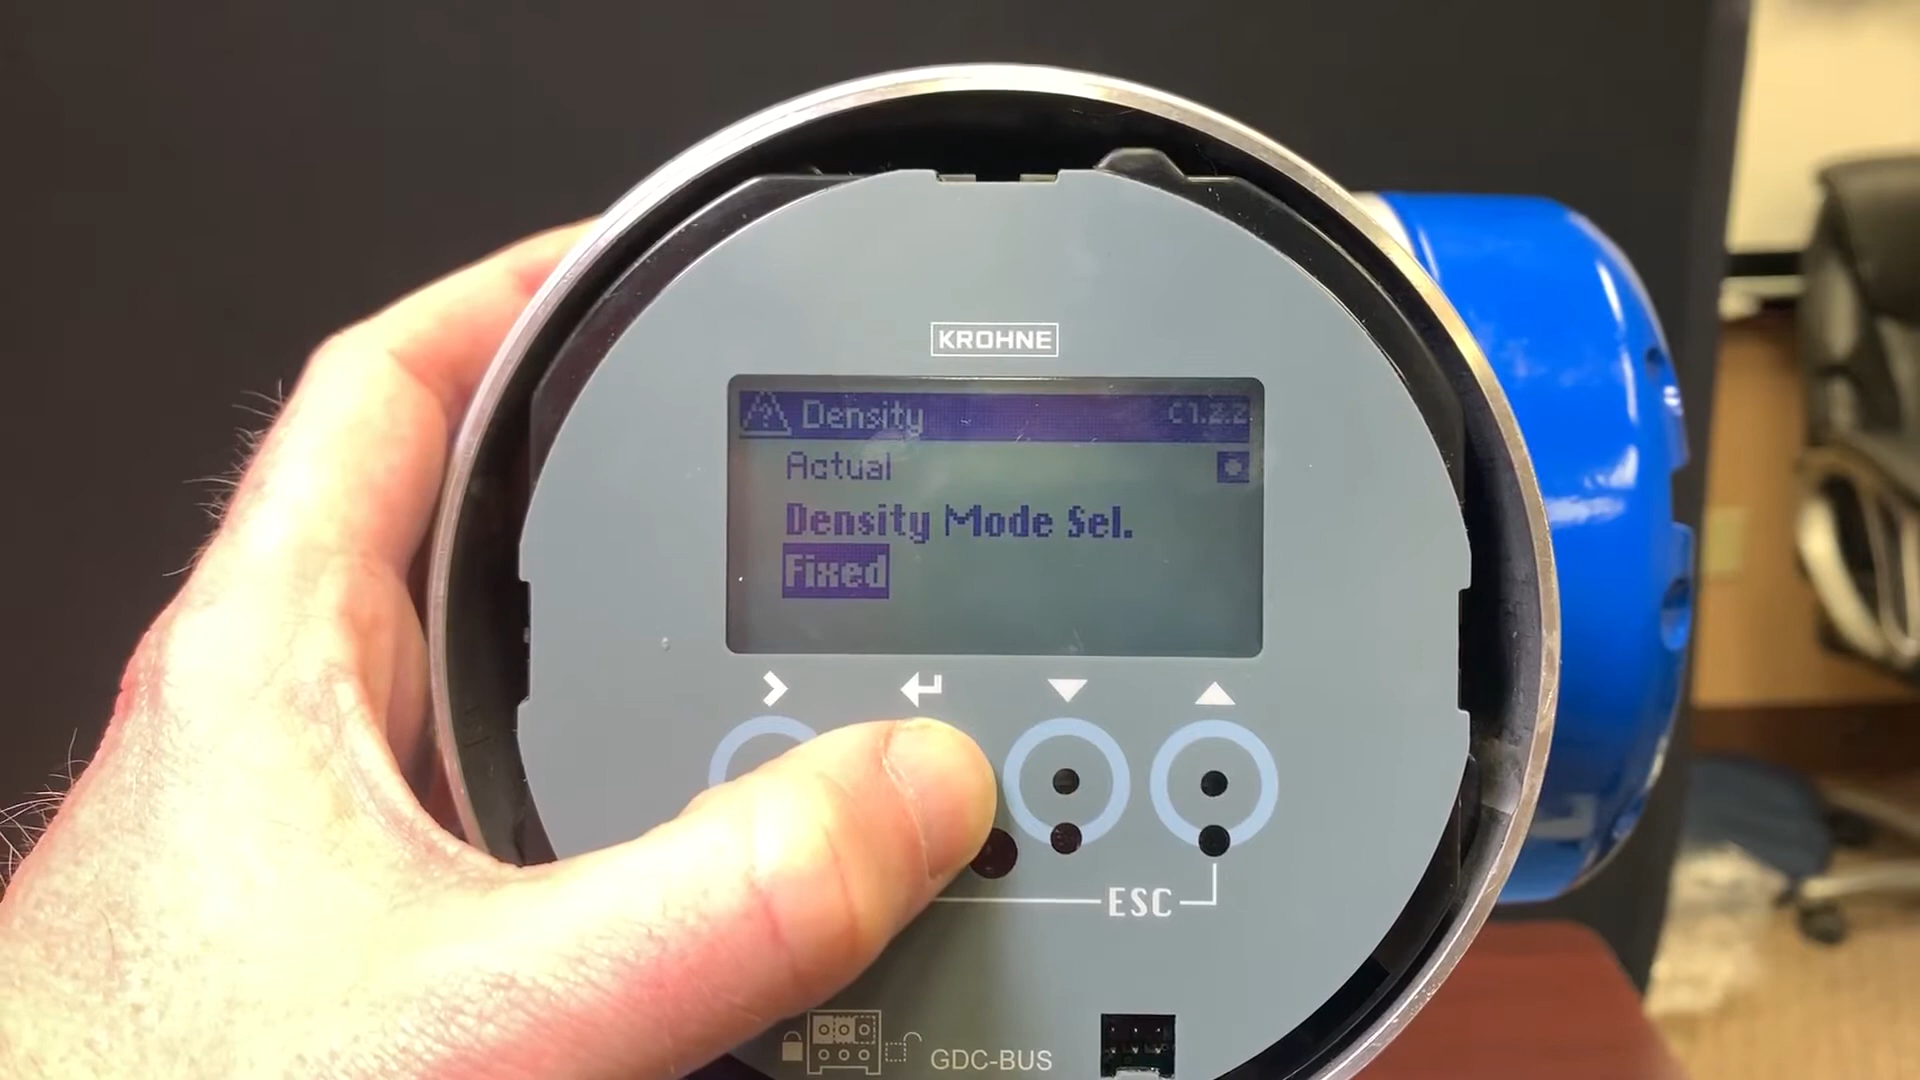 KROHNE
Density C1.2.2
Actual
Density Mode Sel.
Fixed
ESC
GDC-BUS